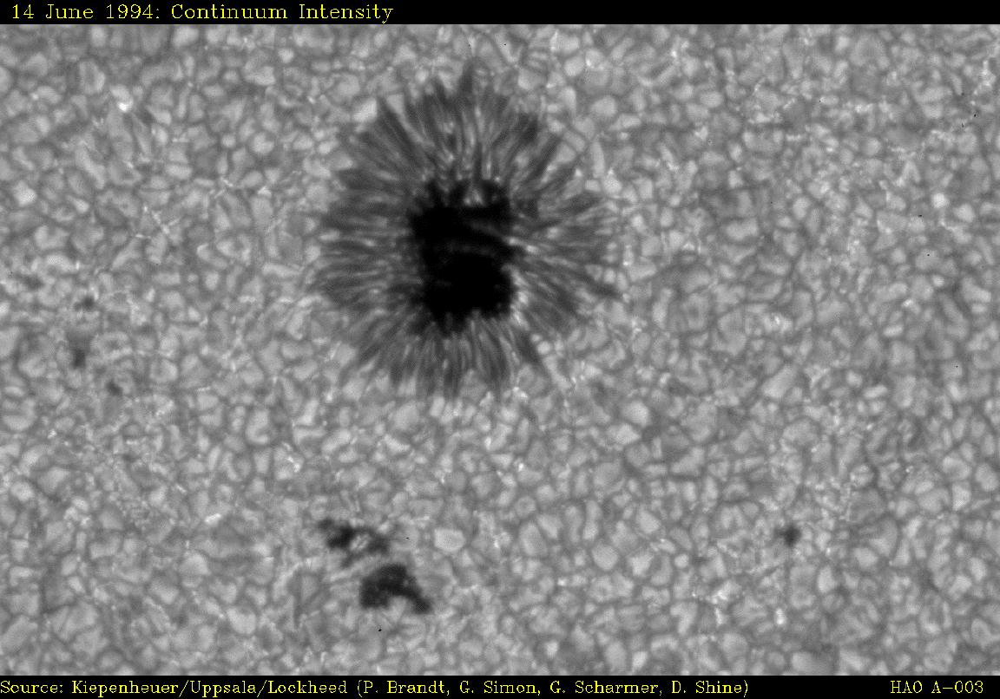 14 June 1994: Continuum Intensity
Source: Kiepenheuer/Uppsala/Lockheed (P. Brandt, G. Simon, G. Scharmer, D. Shine) HAO A-003